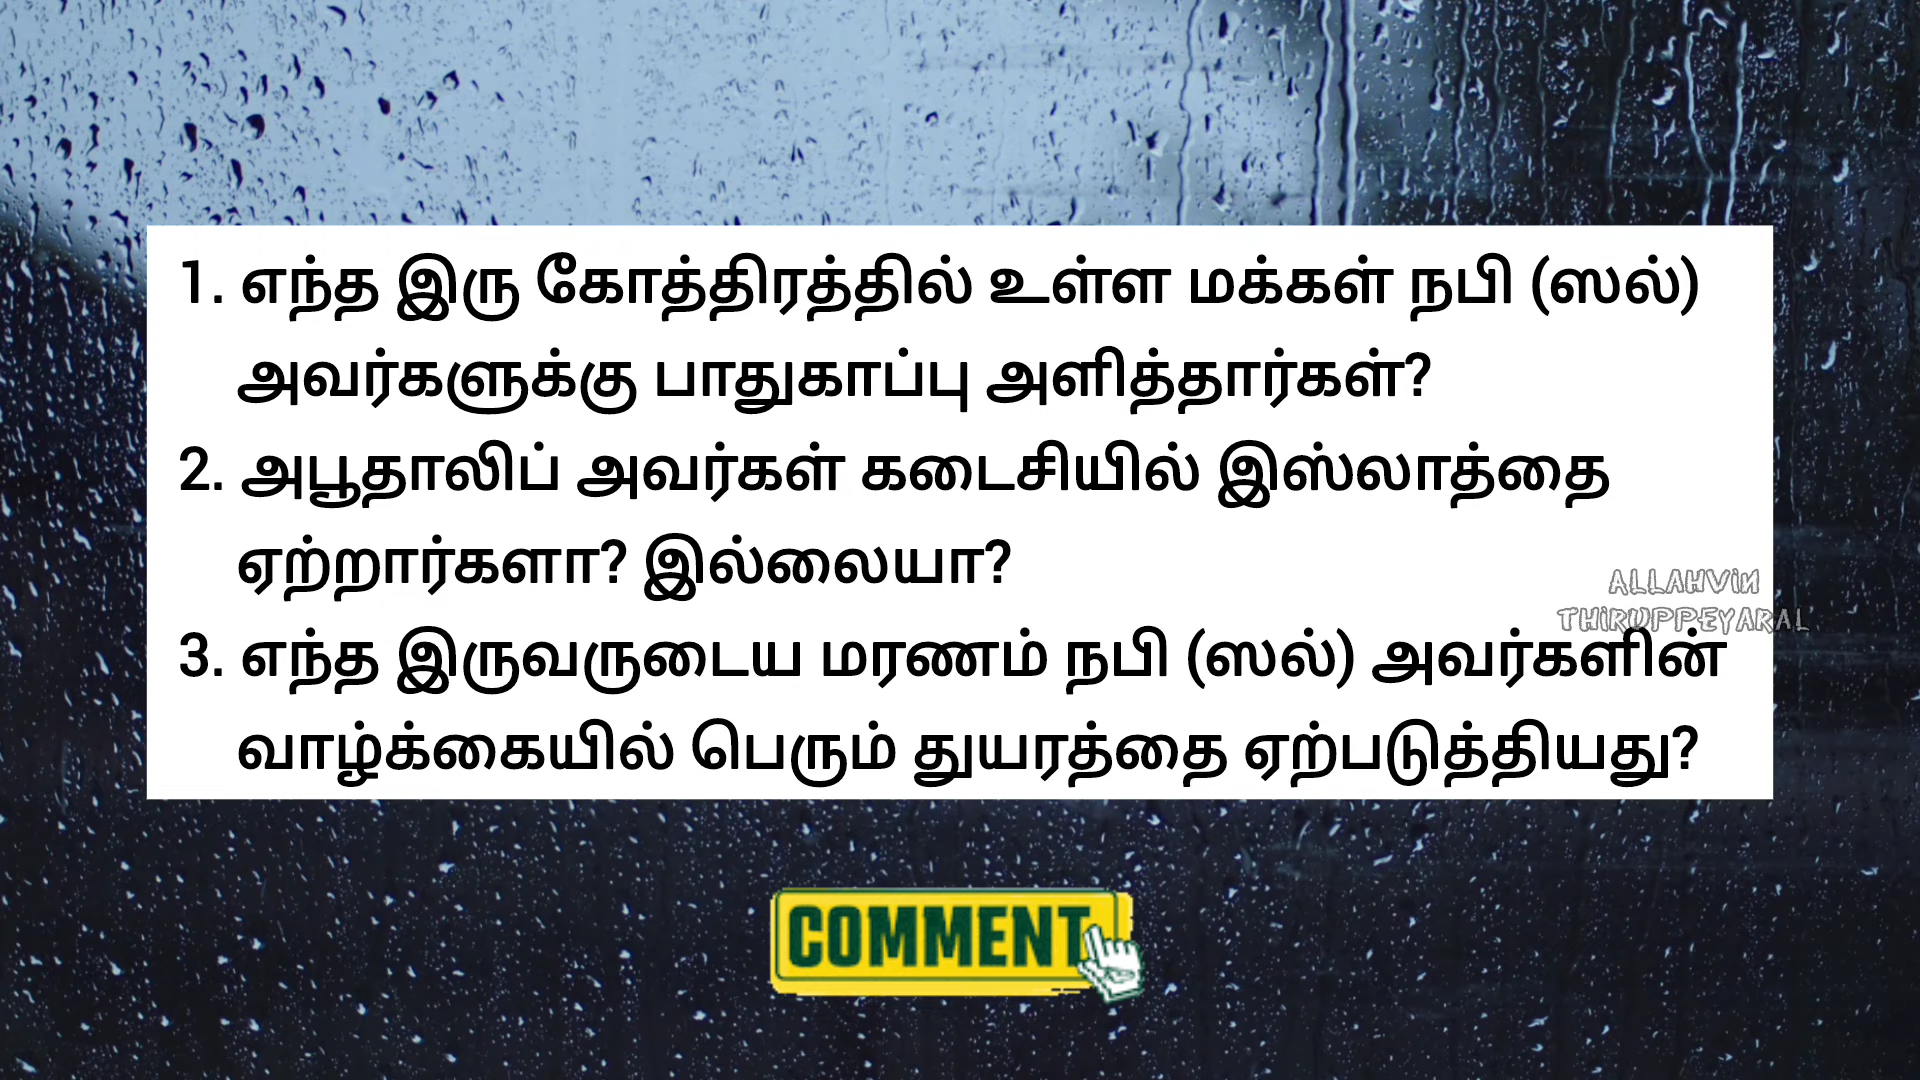 1. எந்த இரு கோத்திரத்தில் உள்ள மக்கள் நபி (ஸல்)
அவர்களுக்கு பாதுகாப்பு அளித்தார்கள்?
2. அபூதாலிப் அவர்கள் கடைசியில் இஸ்லாத்தை
ஏற்றார்களா? இல்லையா?
ALLAHVIN
THIRUPPEYARAL
3. எந்த இருவருடைய மரணம் நபி (ஸல்) அவர்களின்
வாழ்க்கையில் பெரும் துயரத்தை ஏற்படுத்தியது?
COMMENT